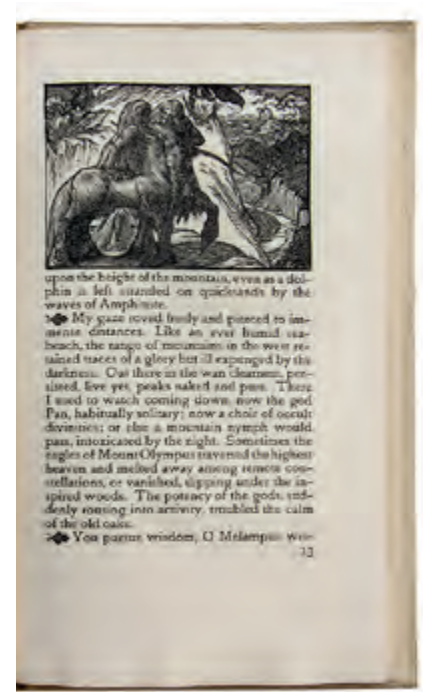 upon the height of the mountain, even as a dol-
phin is left stranded on quicksands by the
waves of Amphitrite.
My gaze roved freely and pierced to im-
mense distances. Like an ever humid sea-
beach, the range of mountains in the west re-
tained traces of a glory but ill expunged by the
darkness. Out there in the wan clearness, per-
sisted, live yet, peaks naked and pure. There
I used to watch coming down, now the god
Pan, habitually solitary; now a choir of occult
divinities; or else a mountain nymph would
pass, intoxicated by the night. Sometimes the
eagles of Mount Olympus traversed the highest
heaven and melted away among remote con-
stellations, or vanished, dipping under the in-
spired woods. The potency of the gods, sud-
denly rousing into activity, troubled the calm
of the old oaks.
You pursue wisdom, O Melampus
13